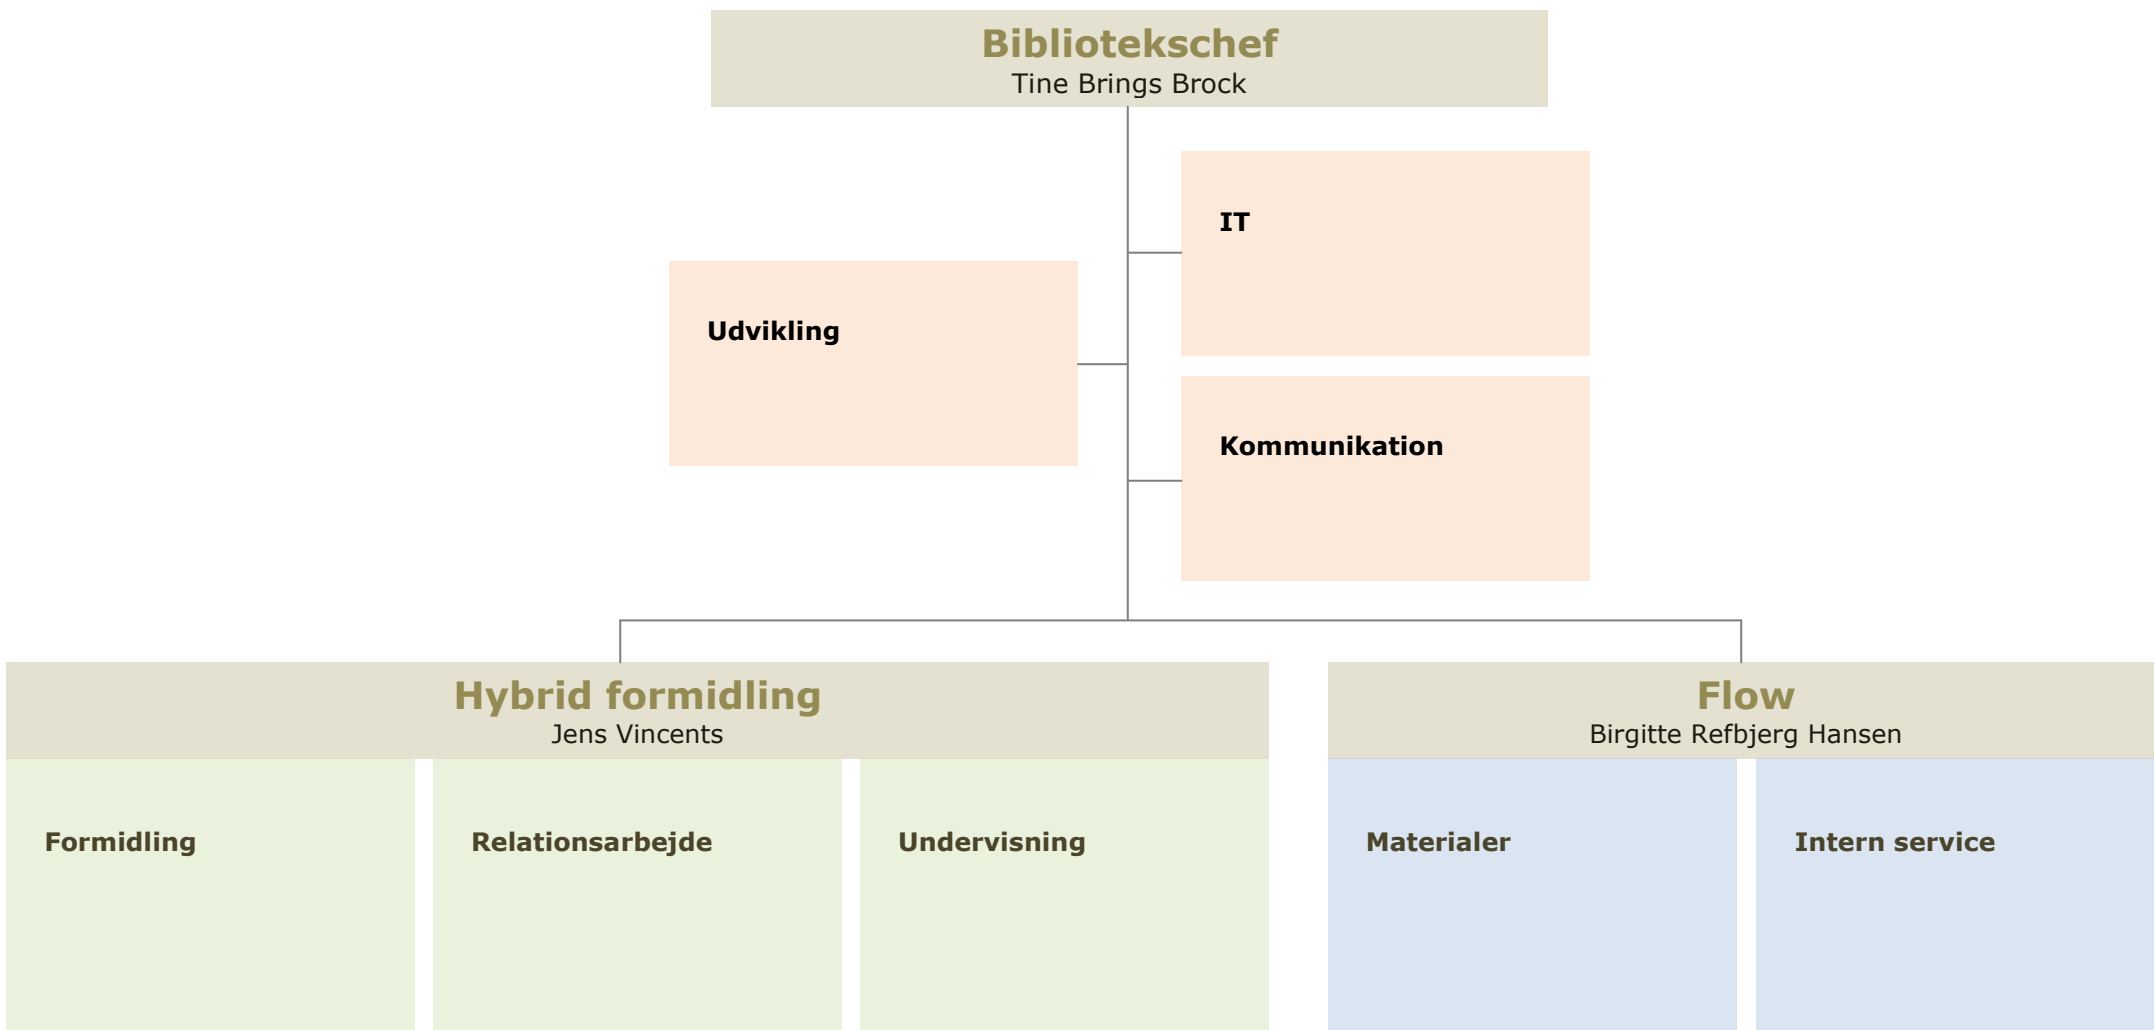 Bibliotekschef
Tine Brings Brock
IT
Udvikling
Kommunikation
Hybrid formidling
Jens Vincents
Flow
Birgitte Refbjerg Hansen
Formidling
Relationsarbejde
Undervisning
Materialer
Intern service